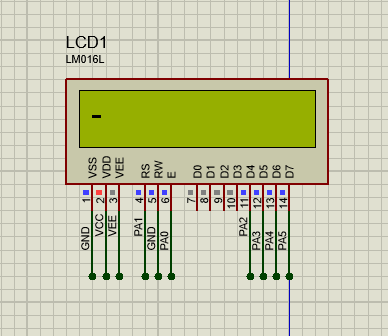 LCD1
LM016L
VSS VDD VEE RS RW E D0 D1 D2 D3 D4 D5 D6 D7
1 2 3 4 5 6 7 8 9 10 11 12 13 14
GND VCC VEE PA1 GND PA0 PA2 PA3 PA4 PA5